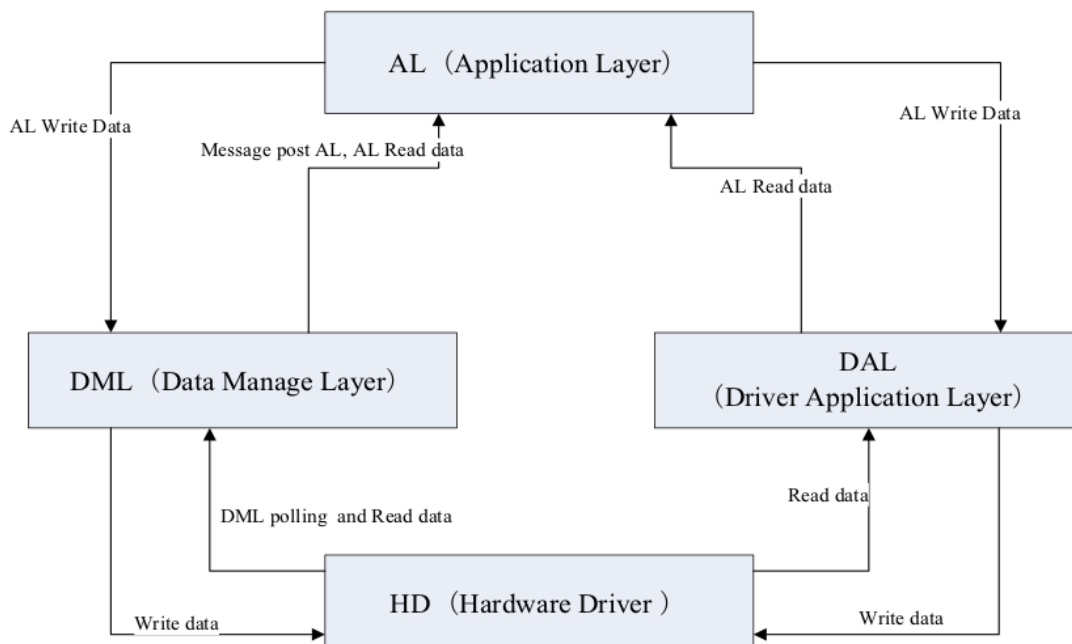 AL（Application Layer）
AL Write Data
AL Write Data
Message post AL, AL Read data
AL Read data
DML（Data Manage Layer）
DAL
（Driver Application Layer）
DML polling and Read data
Read data
HD（Hardware Driver ）
Write data
Write data